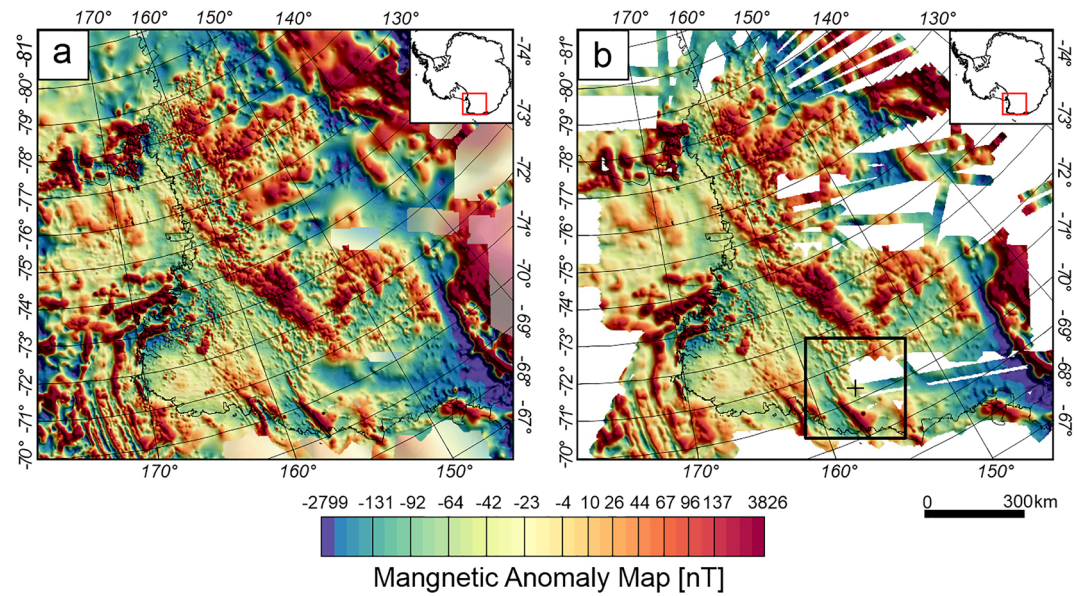 170° 160° 150° 140° 130° 170° 160° 150° 140° 130°
a b
-81° -74° -81° -74°
-80° -73° -80° -73°
-79° -72° -79° -72°
-78° -71° -78° -71°
-77° -70° -77° -70°
-76° -69° -76° -69°
-75° -68° -75° -68°
-74° -67° -74° -67°
-73° -73°
-72° -72°
-71° -71°
-70° -70°
170° 160° 150° 170° 160° 150°
-2799 -131 -92 -64 -42 -23 -4 10 26 44 67 96 137 3826
0 300km
Mangnetic Anomaly Map [nT]